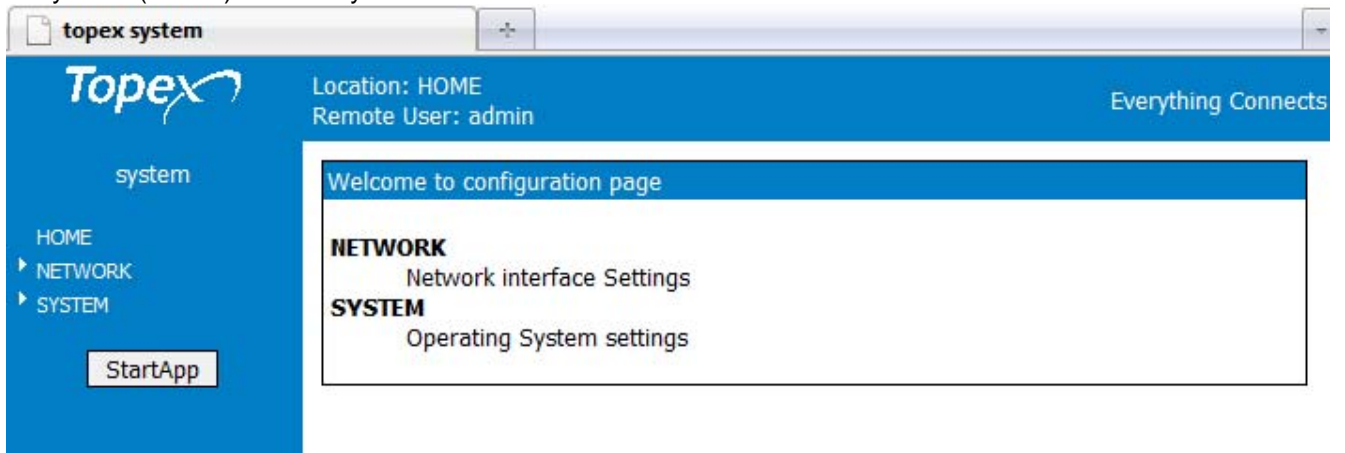 topex system
Topex
Location: HOME
Remote User: admin
Everything Connects
system
HOME
NETWORK
SYSTEM
StartApp
Welcome to configuration page
NETWORK
Network interface Settings
SYSTEM
Operating System settings